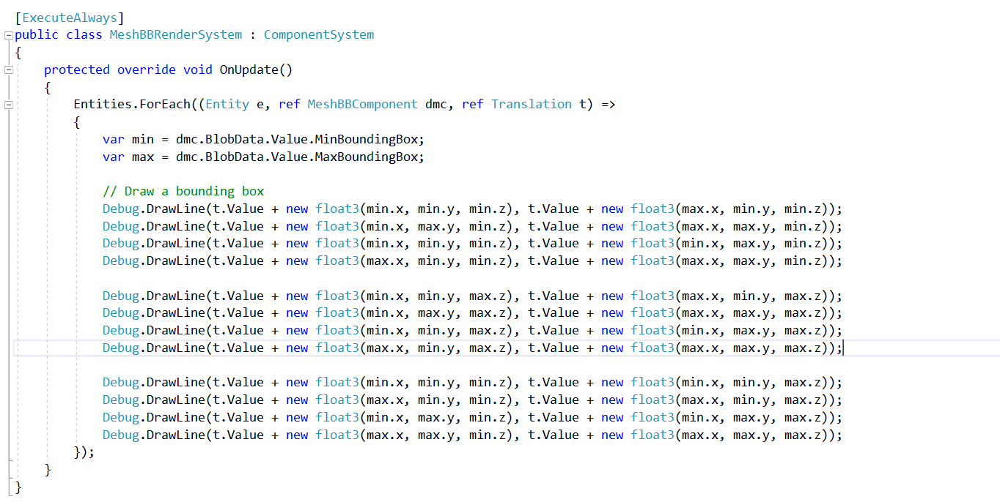 [ExecuteAlways]
public class MeshBBRenderSystem : ComponentSystem
{
    protected override void OnUpdate()
    {
        Entities.ForEach((Entity e, ref MeshBBComponent dmc, ref Translation t) =>
        {
            var min = dmc.BlobData.Value.MinBoundingBox;
            var max = dmc.BlobData.Value.MaxBoundingBox;

            // Draw a bounding box
            Debug.DrawLine(t.Value + new float3(min.x, min.y, min.z), t.Value + new float3(max.x, min.y, min.z));
            Debug.DrawLine(t.Value + new float3(min.x, max.y, min.z), t.Value + new float3(max.x, max.y, min.z));
            Debug.DrawLine(t.Value + new float3(min.x, min.y, min.z), t.Value + new float3(min.x, max.y, min.z));
            Debug.DrawLine(t.Value + new float3(max.x, min.y, min.z), t.Value + new float3(max.x, max.y, min.z));

            Debug.DrawLine(t.Value + new float3(min.x, min.y, max.z), t.Value + new float3(max.x, min.y, max.z));
            Debug.DrawLine(t.Value + new float3(min.x, max.y, max.z), t.Value + new float3(max.x, max.y, max.z));
            Debug.DrawLine(t.Value + new float3(min.x, min.y, max.z), t.Value + new float3(min.x, max.y, max.z));
            Debug.DrawLine(t.Value + new float3(max.x, min.y, max.z), t.Value + new float3(max.x, max.y, max.z));

            Debug.DrawLine(t.Value + new float3(min.x, min.y, min.z), t.Value + new float3(min.x, min.y, max.z));
            Debug.DrawLine(t.Value + new float3(max.x, min.y, min.z), t.Value + new float3(max.x, min.y, max.z));
            Debug.DrawLine(t.Value + new float3(min.x, max.y, min.z), t.Value + new float3(min.x, max.y, max.z));
            Debug.DrawLine(t.Value + new float3(max.x, max.y, min.z), t.Value + new float3(max.x, max.y, max.z));
        });
    }
}